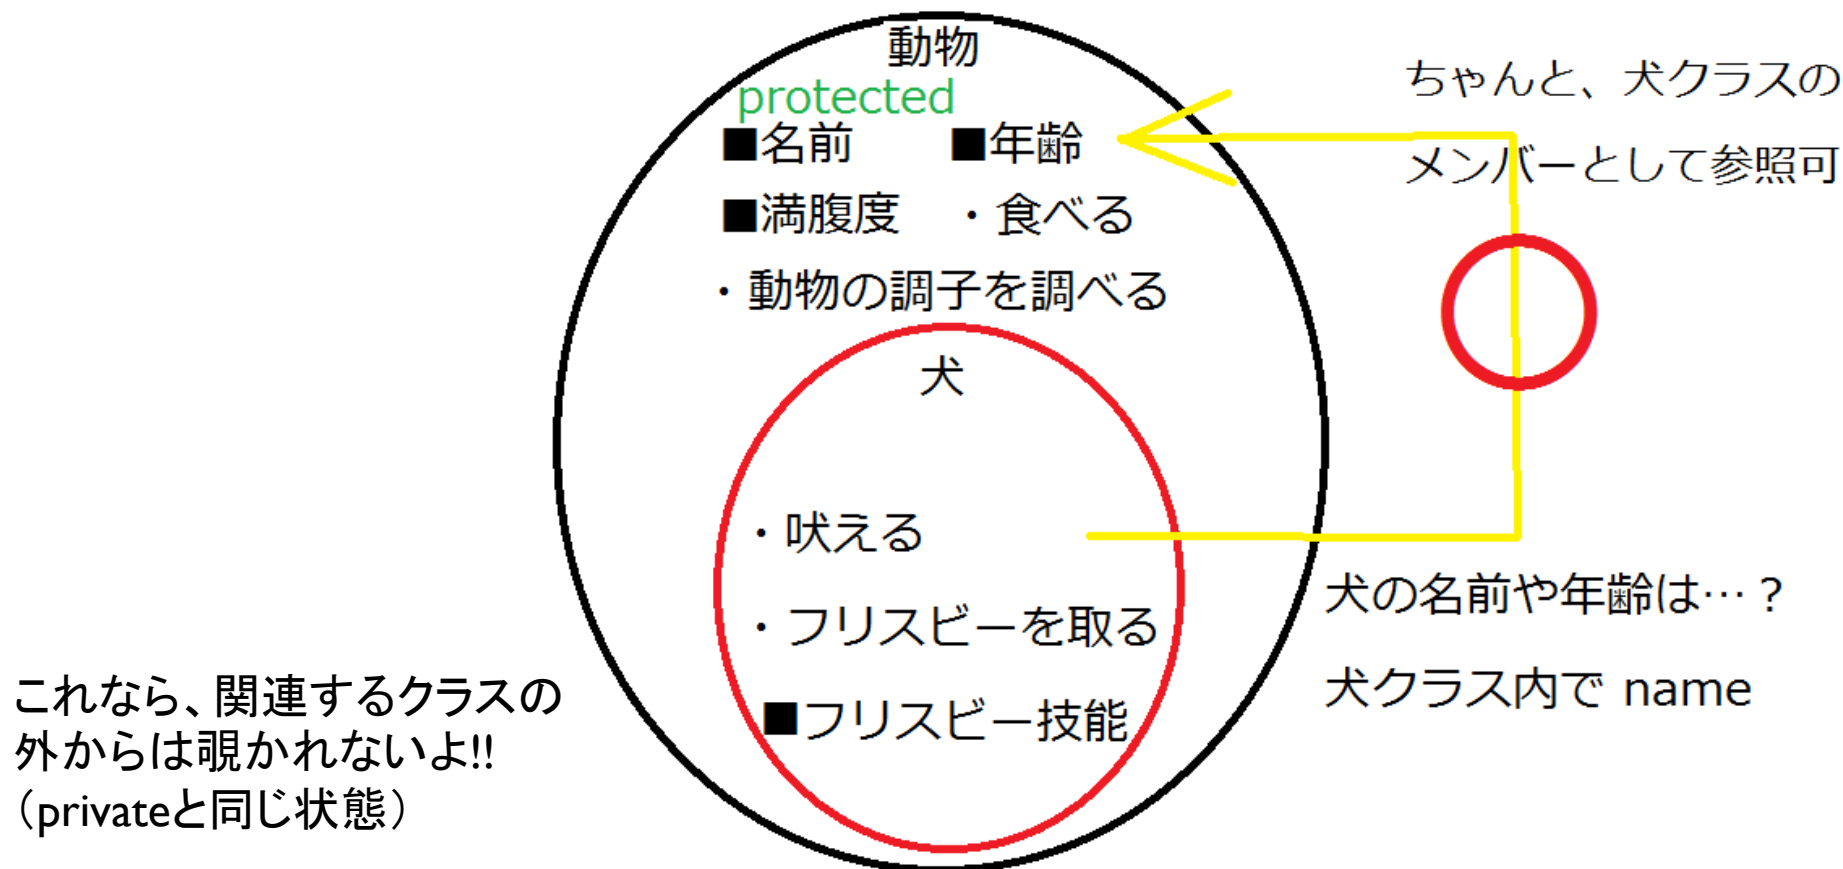 動物
protected
■名前 ■年齢
■満腹度 ・食べる
・動物の調子を調べる
犬
・吠える
・フリスビーを取る
■フリスビー技能
ちゃんと、犬クラスの
メンバーとして参照可
犬の名前や年齢は…？
犬クラス内で name
これなら、関連するクラスの
外からは覗かれないよ!!
（privateと同じ状態）